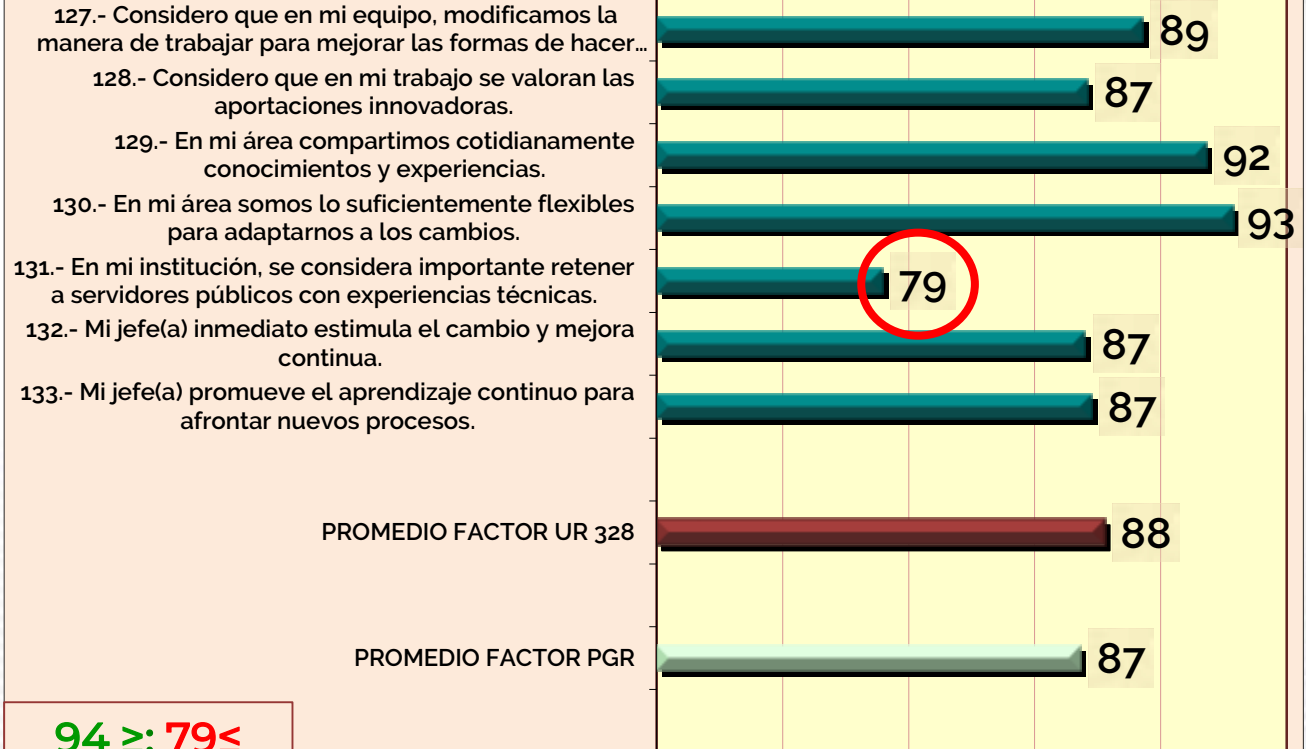 127.- Considero que en mi equipo, modificamos la
manera de trabajar para mejorar las formas de hacer…
89
128.- Considero que en mi trabajo se valoran las
aportaciones innovadoras.
87
129.- En mi área compartimos cotidianamente
conocimientos y experiencias.
92
130.- En mi área somos lo suficientemente flexibles
para adaptarnos a los cambios.
93
131.- En mi institución, se considera importante retener
a servidores públicos con experiencias técnicas.
79
132.- Mi jefe(a) inmediato estimula el cambio y mejora
continua.
87
133.- Mi jefe(a) promueve el aprendizaje continuo para
afrontar nuevos procesos.
87
PROMEDIO FACTOR UR 328
88
PROMEDIO FACTOR PGR
87
94 ≥: 79<